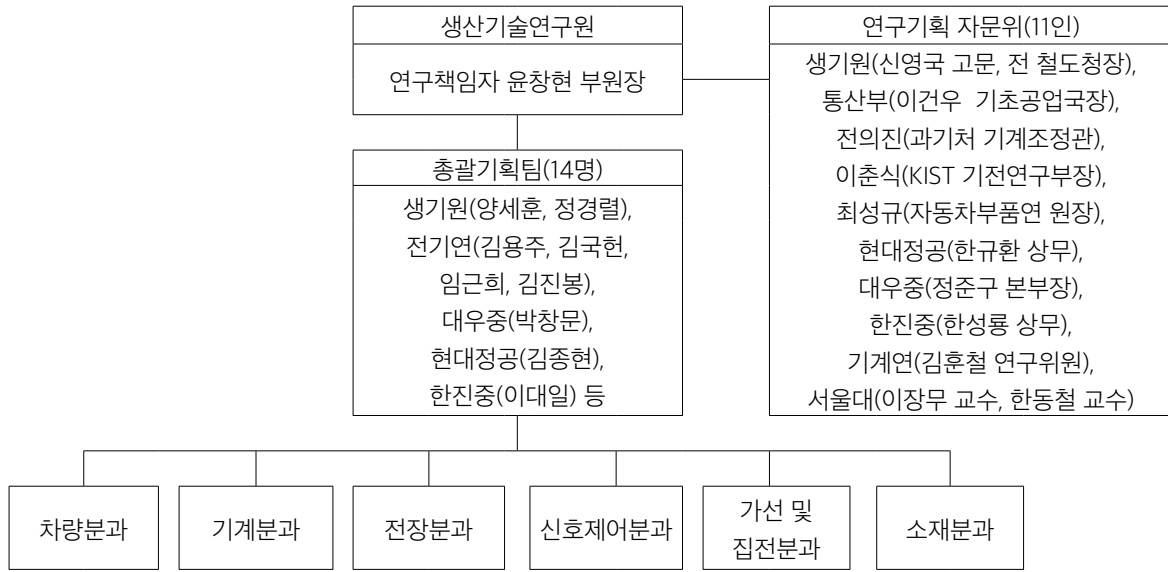 생산기술연구원
연구책임자 윤창현 부원장
연구기획 자문위(11인)
생기원(신영국 고문, 전 철도청장),
통산부(이건우 기초공업국장),
전의진(과기처 기계조정관),
이춘식(KIST 기전연구부장),
최성규(자동차부품연 원장),
현대정공(한규환 상무),
대우중(정준구 본부장),
한진중(한성룡 상무),
기계연(김훈철 연구위원),
서울대(이장무 교수, 한동철 교수)
총괄기획팀(14명)
생기원(양세훈, 정경렬),
전기연(김용주, 김국헌,
임근희, 김진봉),
대우중(박창문),
현대정공(김종현),
한진중(이대일) 등
차량분과
기계분과
전장분과
신호제어분과
가선 및
집전분과
소재분과